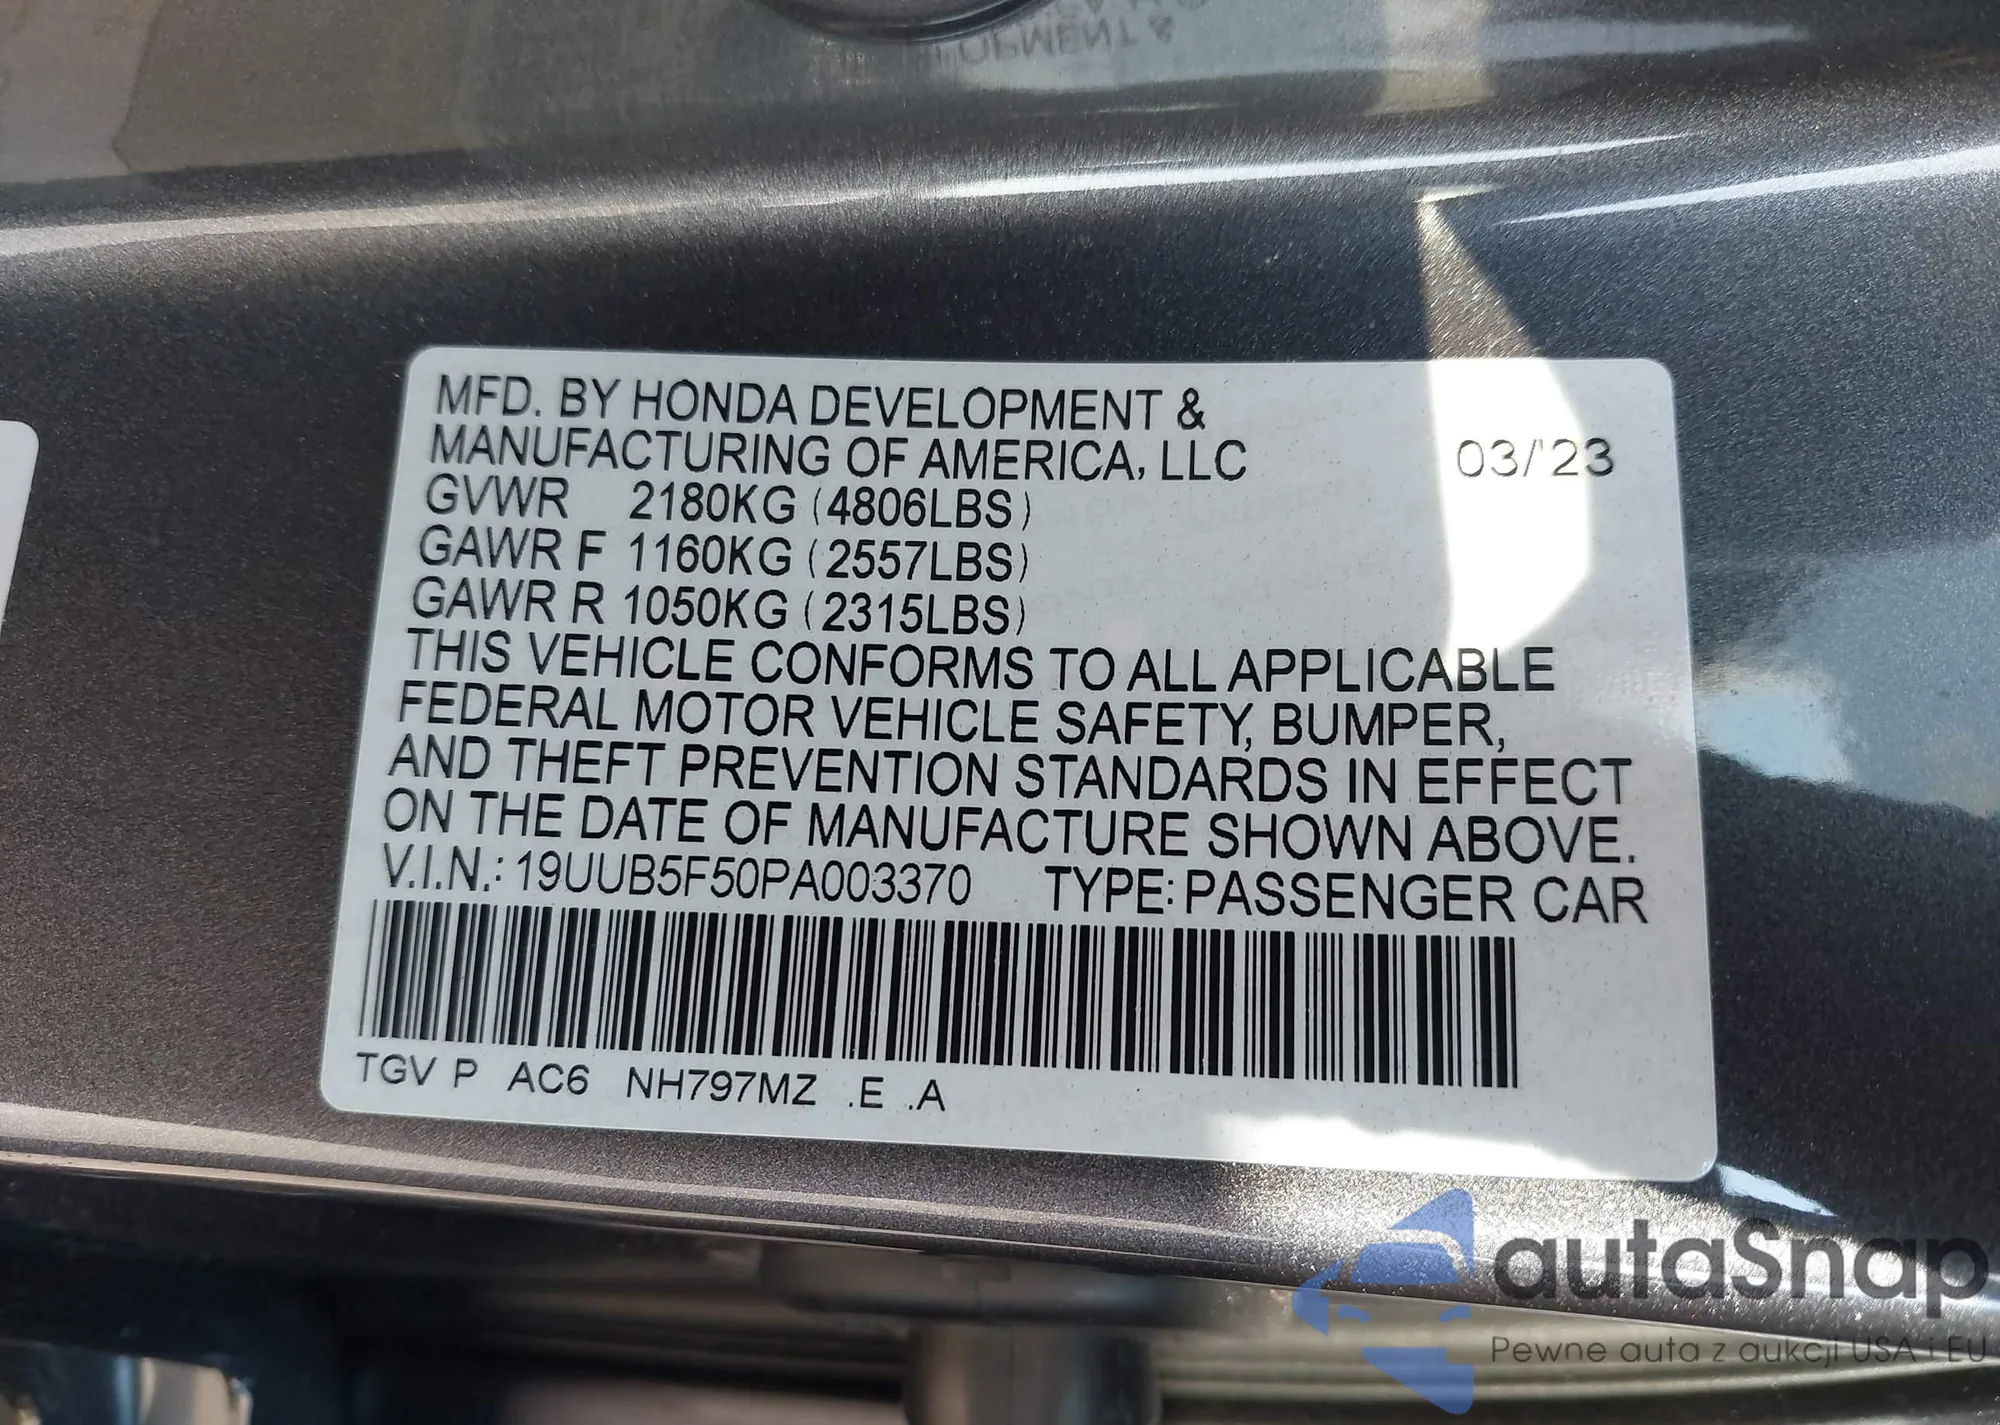 MFD. BY HONDA DEVELOPMENT &
MANUFACTURING OF AMERICA, LLC 03/'23
GVWR 2180KG (4806LBS)
GAWR F 1160KG (2557LBS)
GAWR R 1050KG (2315LBS)
THIS VEHICLE CONFORMS TO ALL APPLICABLE
FEDERAL MOTOR VEHICLE SAFETY, BUMPER,
AND THEFT PREVENTION STANDARDS IN EFFECT
ON THE DATE OF MANUFACTURE SHOWN ABOVE.
V.I.N.: 19UUB5F50PA003370 TYPE: PASSENGER CAR
TGV P AC6 NH797MZ .E .A
autaSnap
Pewne auta z aukcji USA i EU